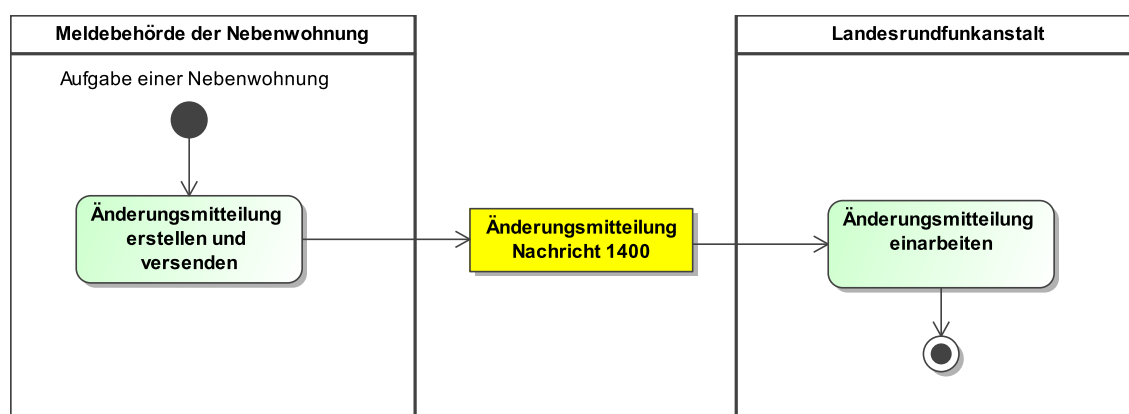 Meldebehörde der Nebenwohnung
Landesrundfunkanstalt
Aufgabe einer Nebenwohnung
Änderungsmitteilung
erstellen und
versenden
Änderungsmitteilung
Nachricht 1400
Änderungsmitteilung
einarbeiten